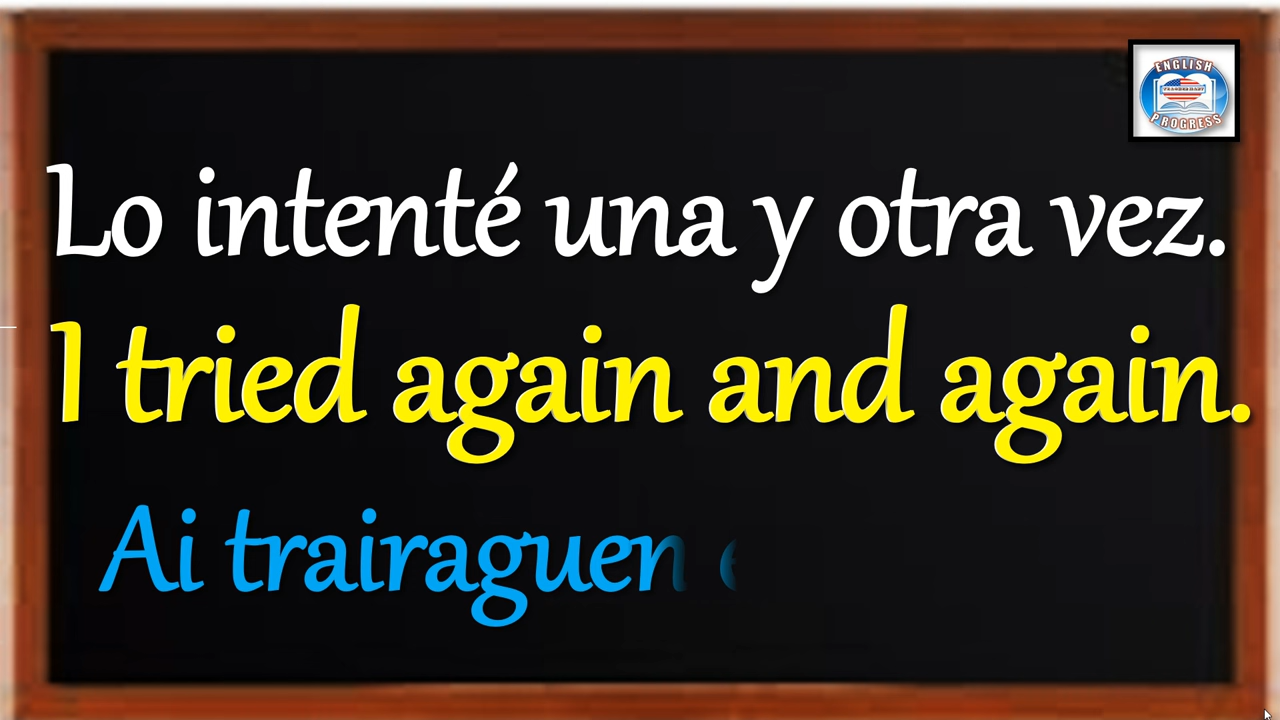 ENGLISH
PROGRESS
Lo intenté una y otra vez.
I tried again and again.
Ai trairaguen